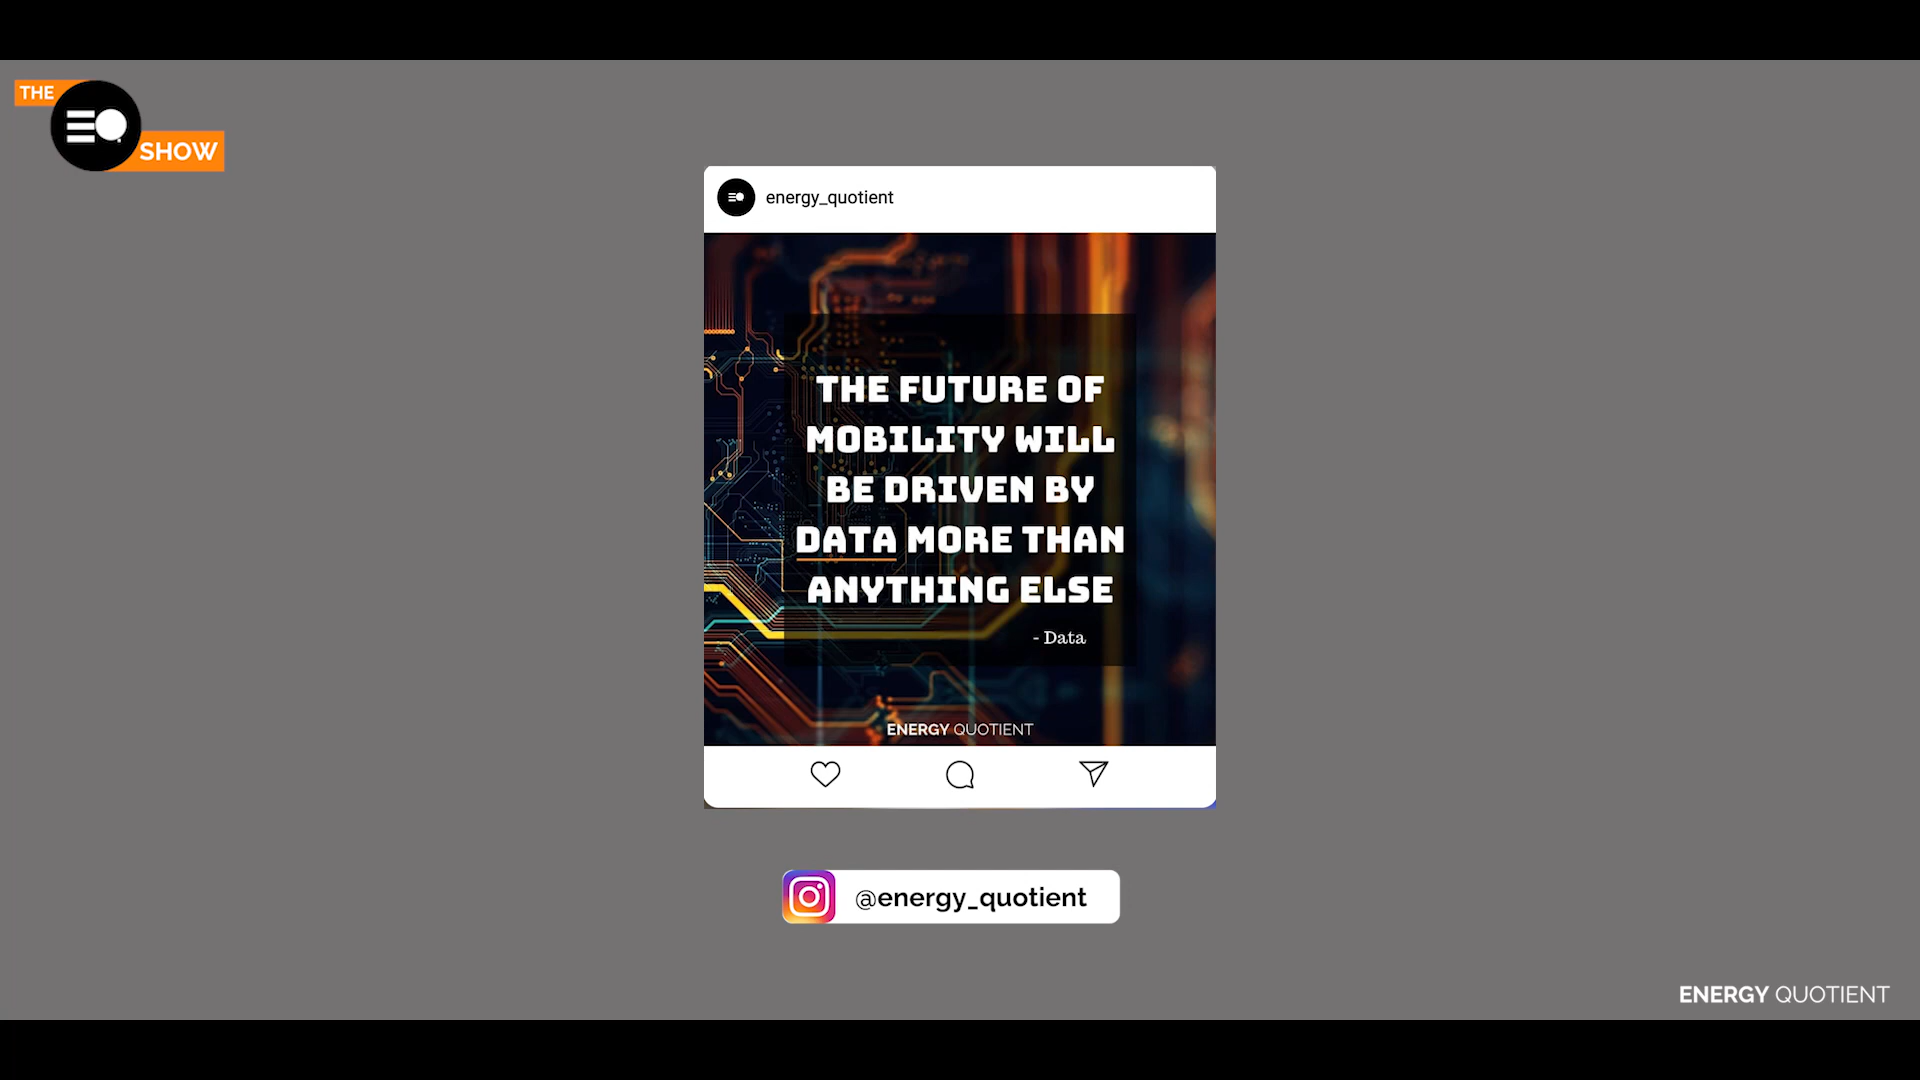 THE
EQ
SHOW
energy_quotient
THE FUTURE OF
MOBILITY WILL
BE DRIVEN BY
DATA MORE THAN
ANYTHING ELSE
- Data
ENERGY QUOTIENT
@energy_quotient
ENERGY QUOTIENT